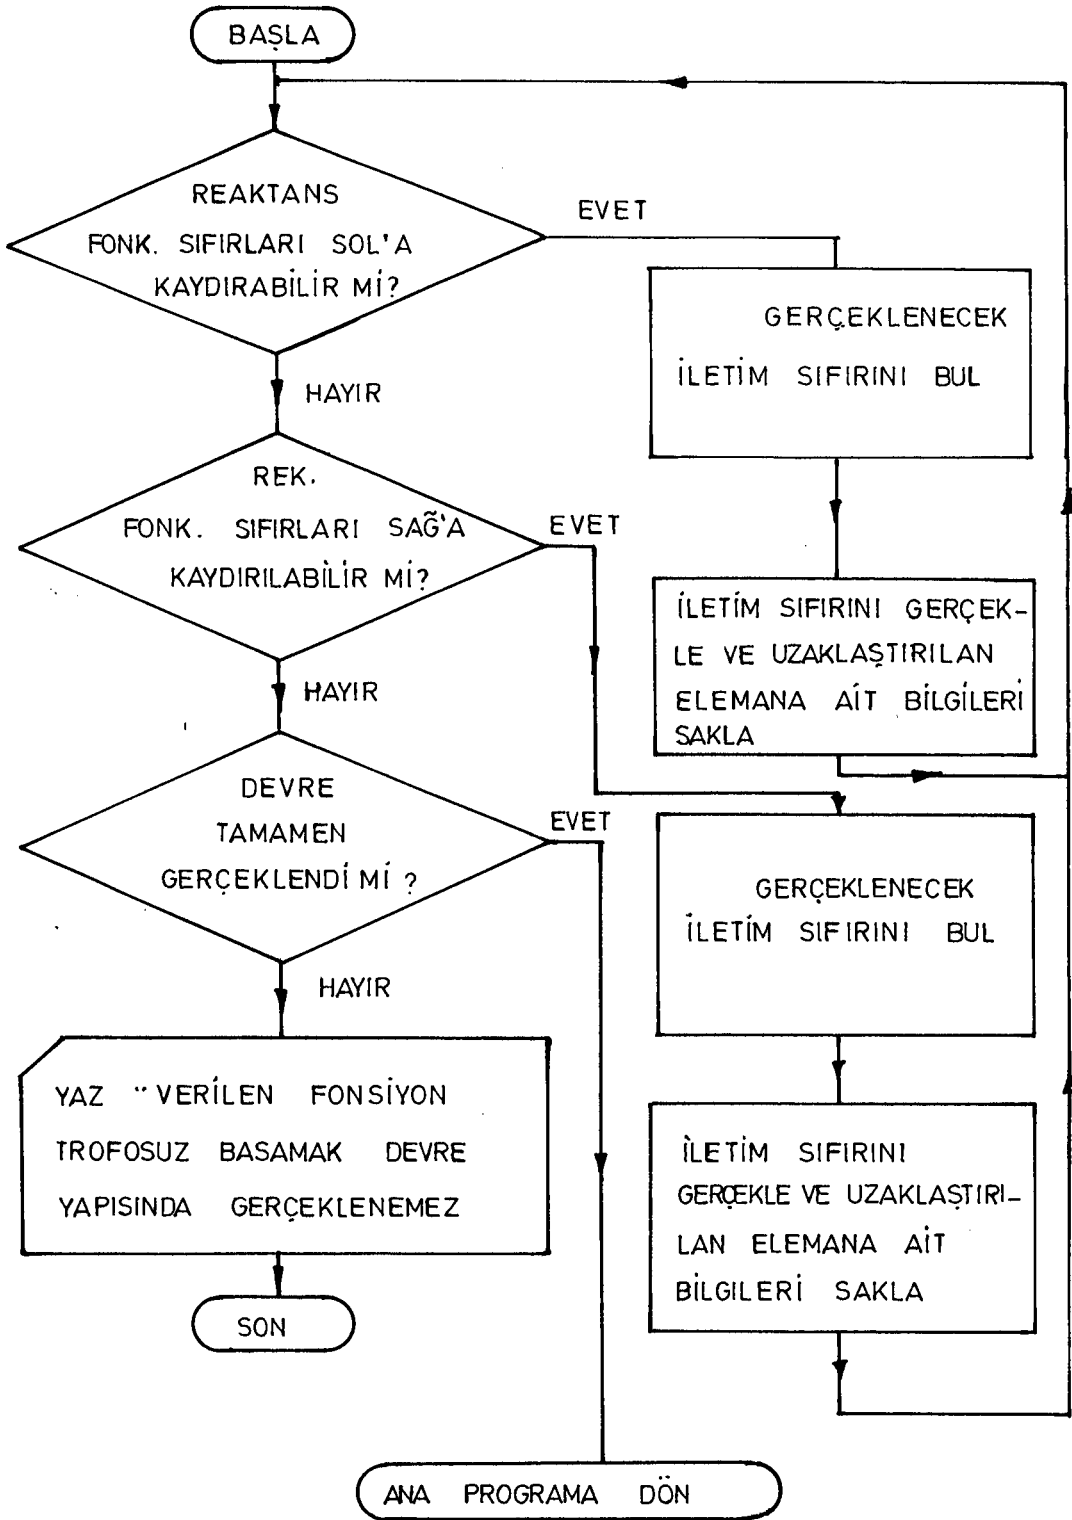 BAŞLA
REAKTANS
FONK. SIFIRLARI SOL'A
KAYDIRABİLİR Mİ?
EVET
GERÇEKLENECEK
İLETİM SIFIRINI BUL
HAYIR
REK.
FONK. SIFIRLARI SAĞ'A
KAYDIRILABİLİR Mİ?
EVET
İLETİM SIFIRINI GERÇEK-
LE VE UZAKLAŞTIRILAN
ELEMANA AİT BİLGİLERİ
SAKLA
HAYIR
DEVRE
TAMAMEN
GERÇEKLENDİ Mİ ?
EVET
GERÇEKLENECEK
İLETİM SIFIRINI BUL
HAYIR
YAZ " VERİLEN FONSİYON
TROFOSUZ BASAMAK DEVRE
YAPISINDA GERÇEKLENEMEZ
İLETİM SIFIRINI
GERÇEKLE VE UZAKLAŞTIRI-
LAN ELEMANA AİT
BİLGILERİ SAKLA
SON
ANA PROGRAMA DÖN